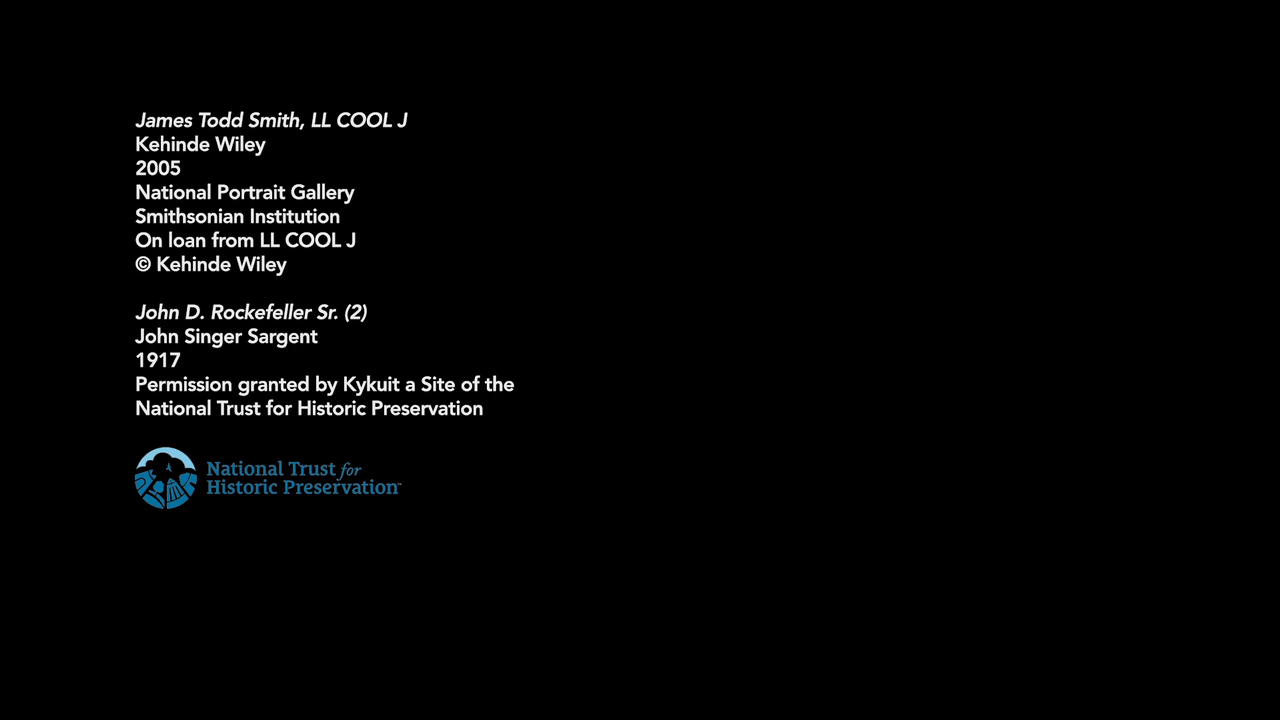 James Todd Smith, LL COOL J
Kehinde Wiley
2005
National Portrait Gallery
Smithsonian Institution
On loan from LL COOL J
© Kehinde Wiley
John D. Rockefeller Sr. (2)
John Singer Sargent
1917
Permission granted by Kykuit a Site of the
National Trust for Historic Preservation
National Trust for
Historic Preservation™